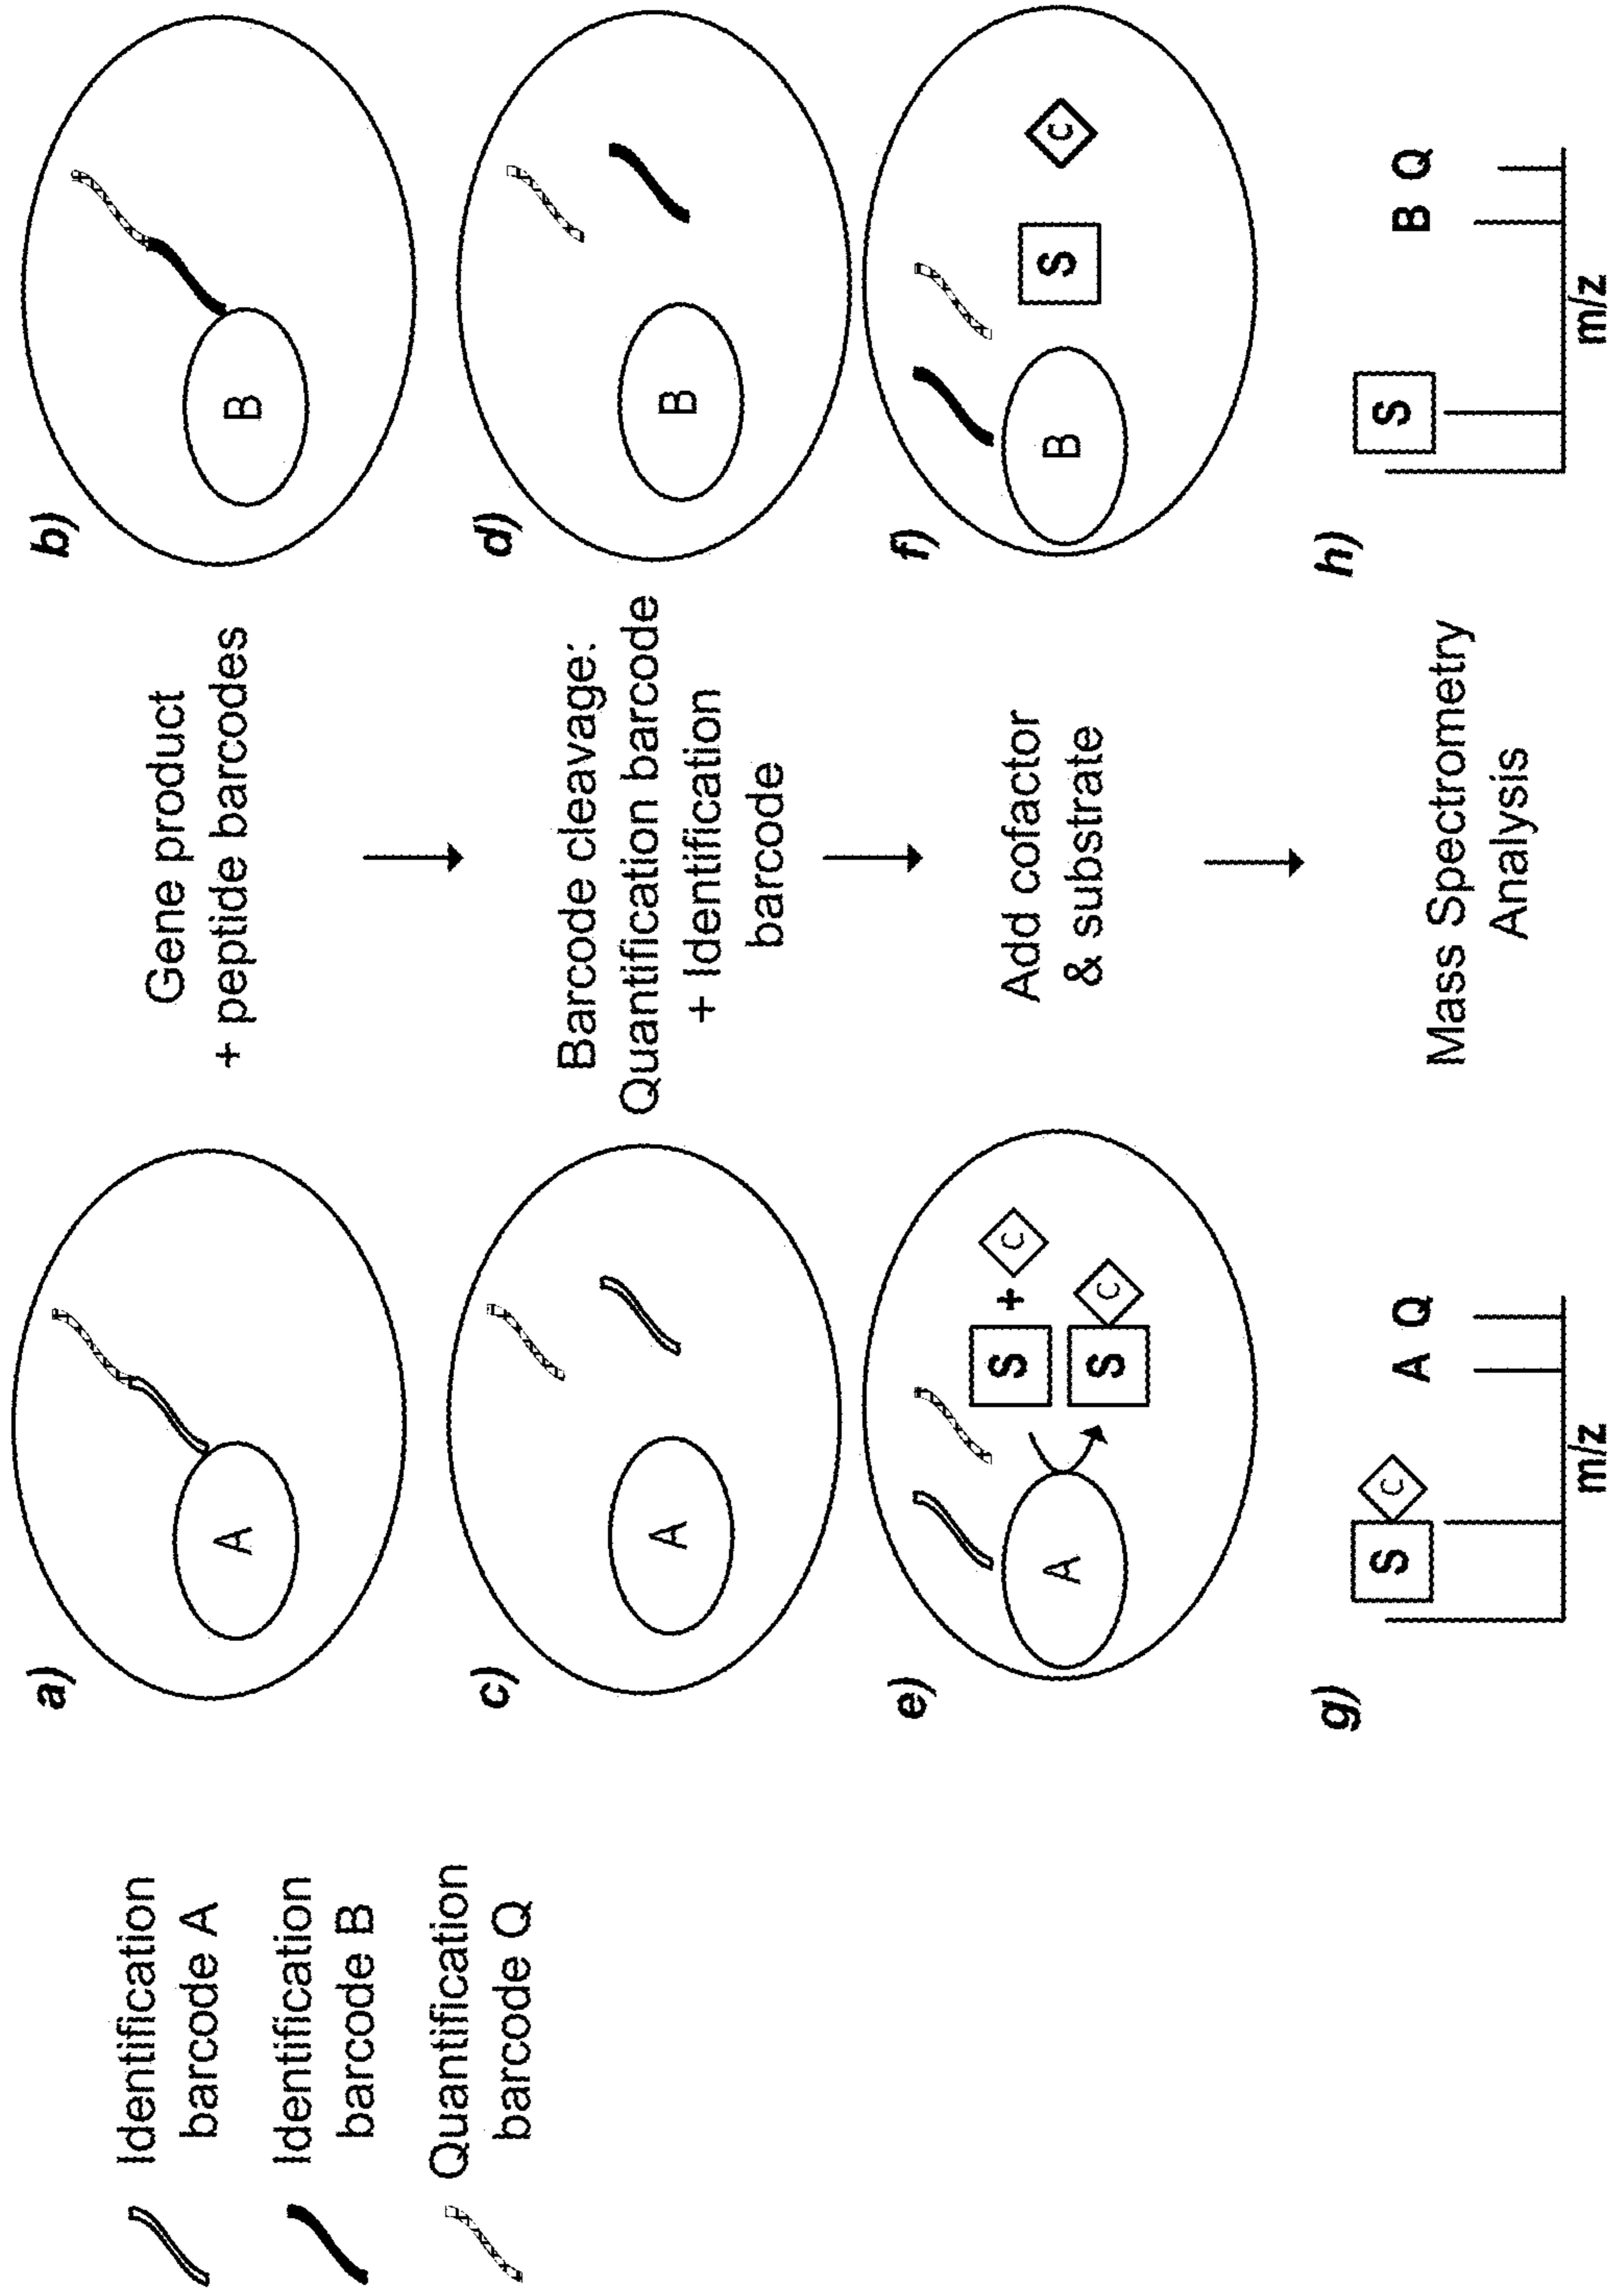 Identification
barcode A
Identification
barcode B
Quantification
barcode Q
a)
A
Gene product
+ peptide barcodes
b)
B
c)
A
Barcode cleavage:
Quantification barcode
+ Identification
barcode
d)
B
e)
A
S + C
S C
Add cofactor
& substrate
f)
B
S
C
g)
S C
A Q
m/z
Mass Spectrometry
Analysis
h)
S
B Q
m/z